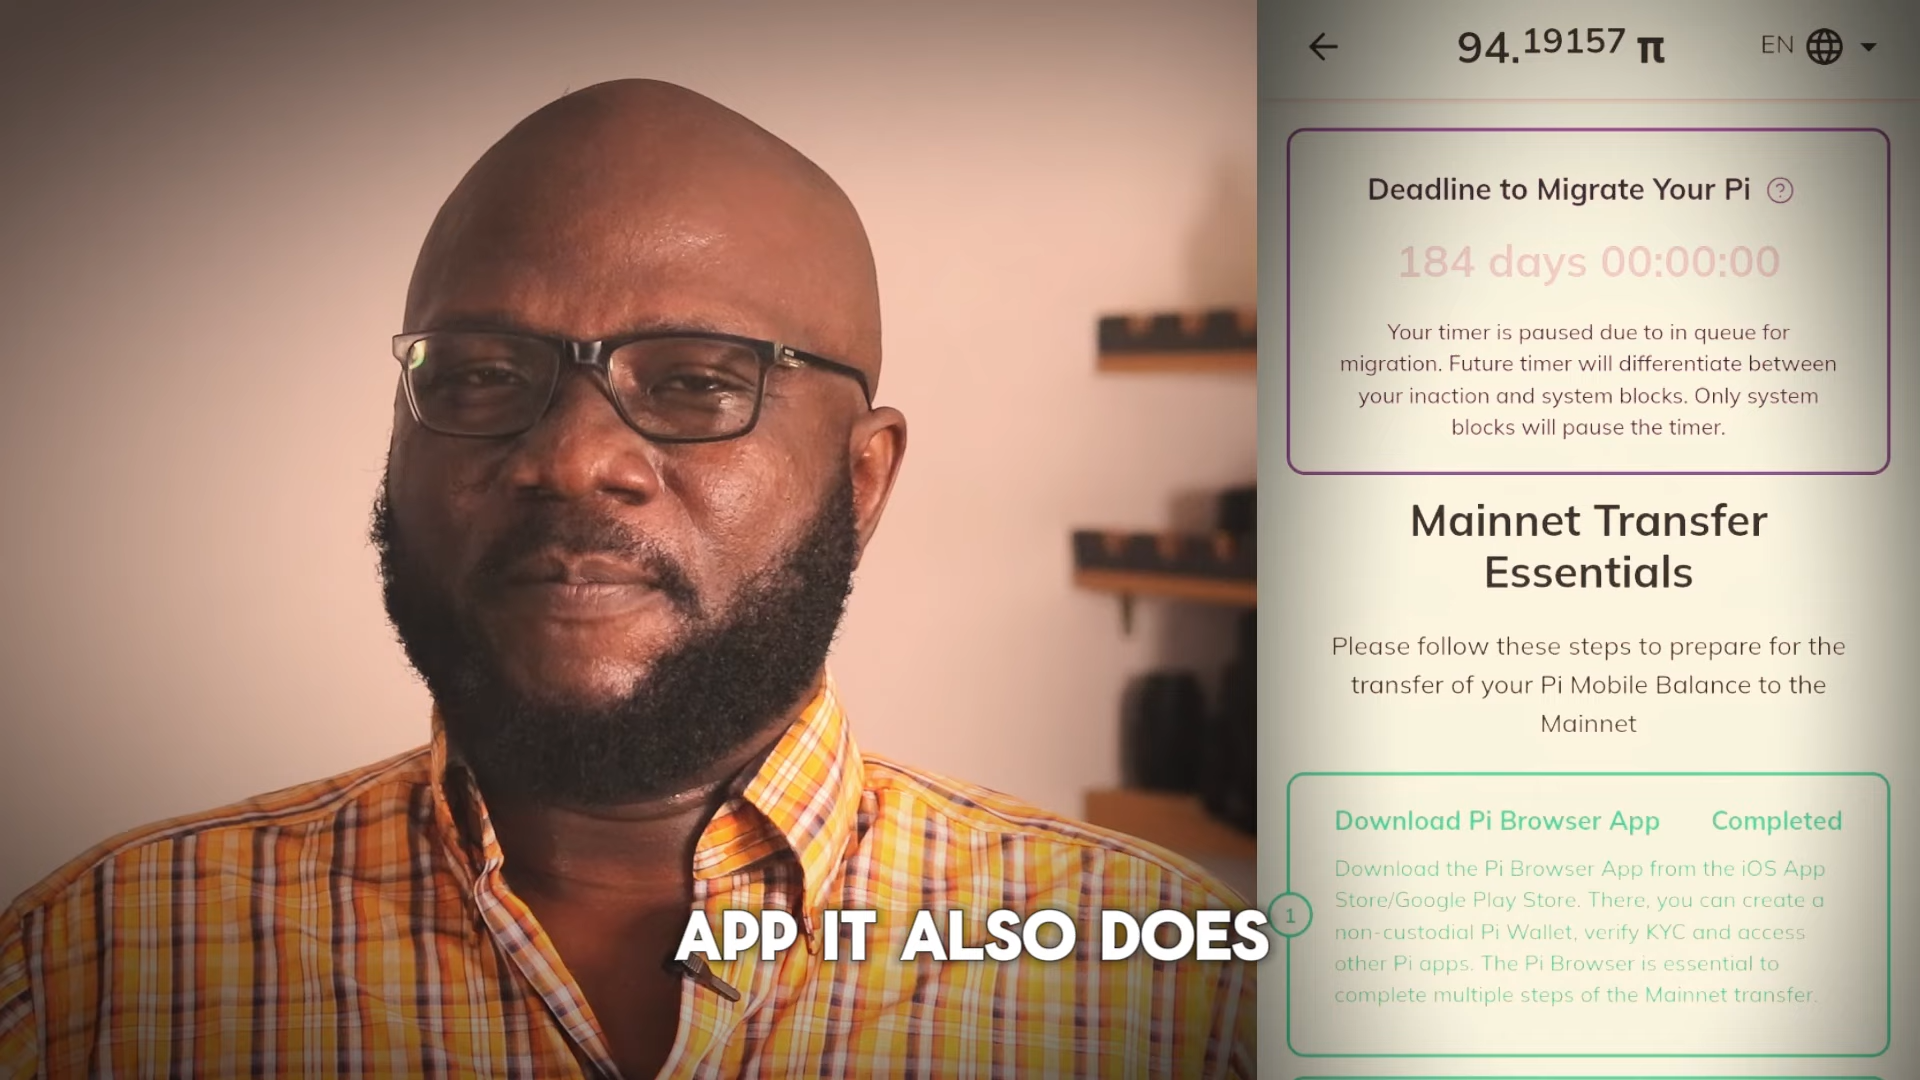 94.19157 π
EN
Deadline to Migrate Your Pi ?
184 days 00:00:00
Your timer is paused due to in queue for
migration. Future timer will differentiate between
your inaction and system blocks. Only system
blocks will pause the timer.
Mainnet Transfer
Essentials
Please follow these steps to prepare for the
transfer of your Pi Mobile Balance to the
Mainnet
Download Pi Browser App Completed
Download the Pi Browser App from the iOS App
Store/Google Play Store. There, you can create a
1
non-custodial Pi Wallet, verify KYC and access
other Pi apps. The Pi Browser is essential to
complete multiple steps of the Mainnet transfer.
APP IT ALSO DOES